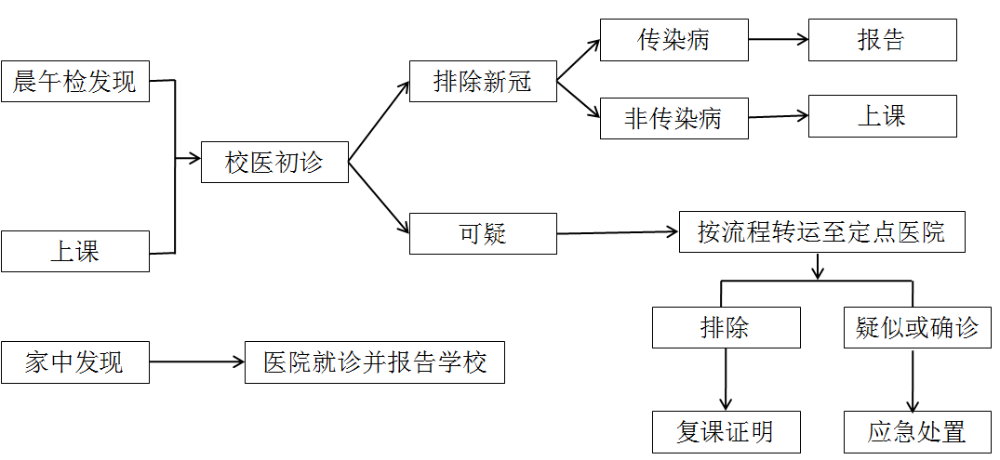 传染病
报告
晨午检发现
排除新冠
非传染病
上课
校医初诊
上课
可疑
按流程转运至定点医院
排除
疑似或确诊
家中发现
医院就诊并报告学校
复课证明
应急处置